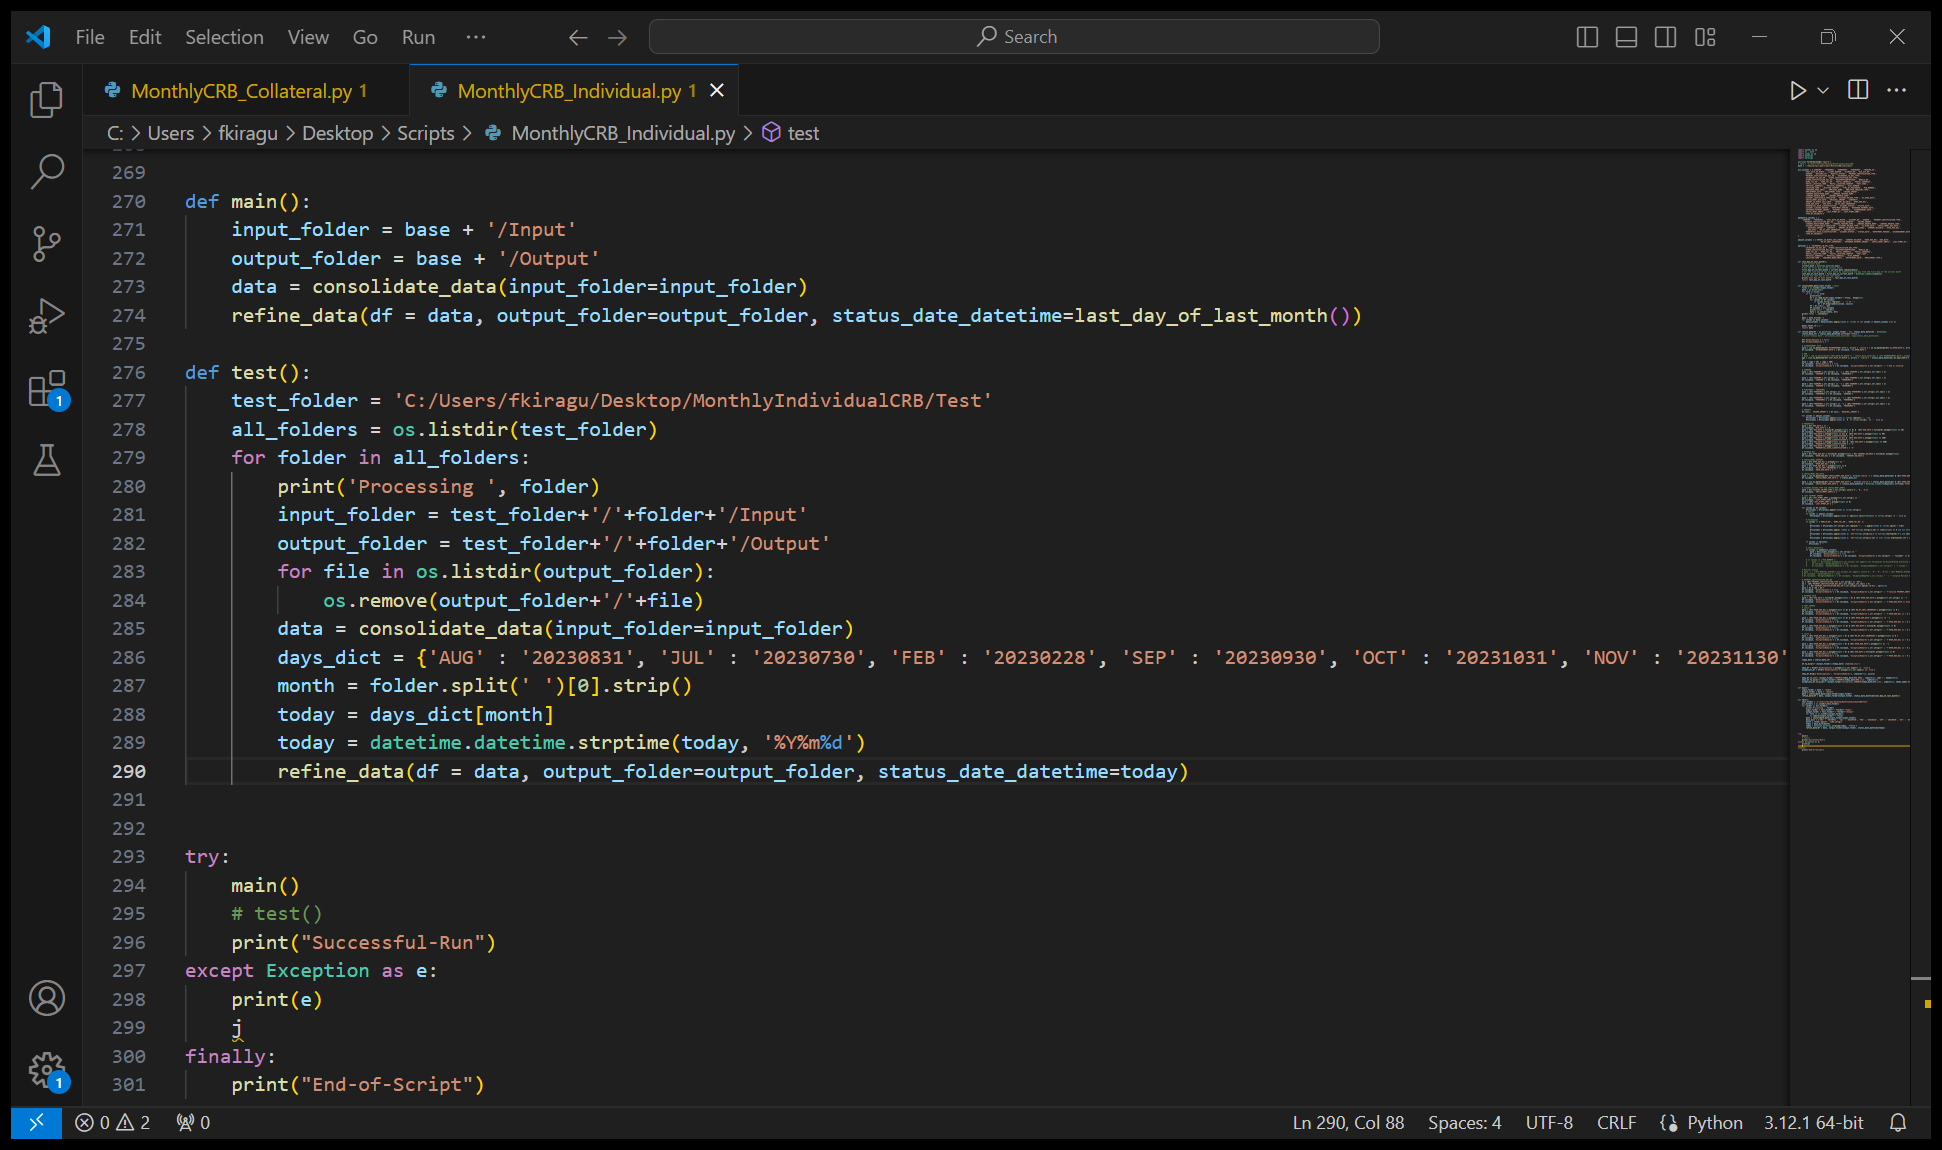 File Edit Selection View Go Run ··· Search
MonthlyCRB_Collateral.py 1 MonthlyCRB_Individual.py 1
C: > Users > fkiragu > Desktop > Scripts > MonthlyCRB_Individual.py > test
269
270 def main():
271 input_folder = base + '/Input'
272 output_folder = base + '/Output'
273 data = consolidate_data(input_folder=input_folder)
274 refine_data(df = data, output_folder=output_folder, status_date_datetime=last_day_of_last_month())
275
276 def test():
277 test_folder = 'C:/Users/fkiragu/Desktop/MonthlyIndividualCRB/Test'
278 all_folders = os.listdir(test_folder)
279 for folder in all_folders:
280 print('Processing ', folder)
281 input_folder = test_folder+'/'+folder+'/Input'
282 output_folder = test_folder+'/'+folder+'/Output'
283 for file in os.listdir(output_folder):
284 os.remove(output_folder+'/'+file)
285 data = consolidate_data(input_folder=input_folder)
286 days_dict = {'AUG' : '20230831', 'JUL' : '20230730', 'FEB' : '20230228', 'SEP' : '20230930', 'OCT' : '20231031', 'NOV' : '20231130'
287 month = folder.split(' ')[0].strip()
288 today = days_dict[month]
289 today = datetime.datetime.strptime(today, '%Y%m%d')
290 refine_data(df = data, output_folder=output_folder, status_date_datetime=today)
291
292
293 try:
294 main()
295 # test()
296 print("Successful-Run")
297 except Exception as e:
298 print(e)
299 j
300 finally:
301 print("End-of-Script")
1
1
0 2 0 Ln 290, Col 88 Spaces: 4 UTF-8 CRLF Python 3.12.1 64-bit